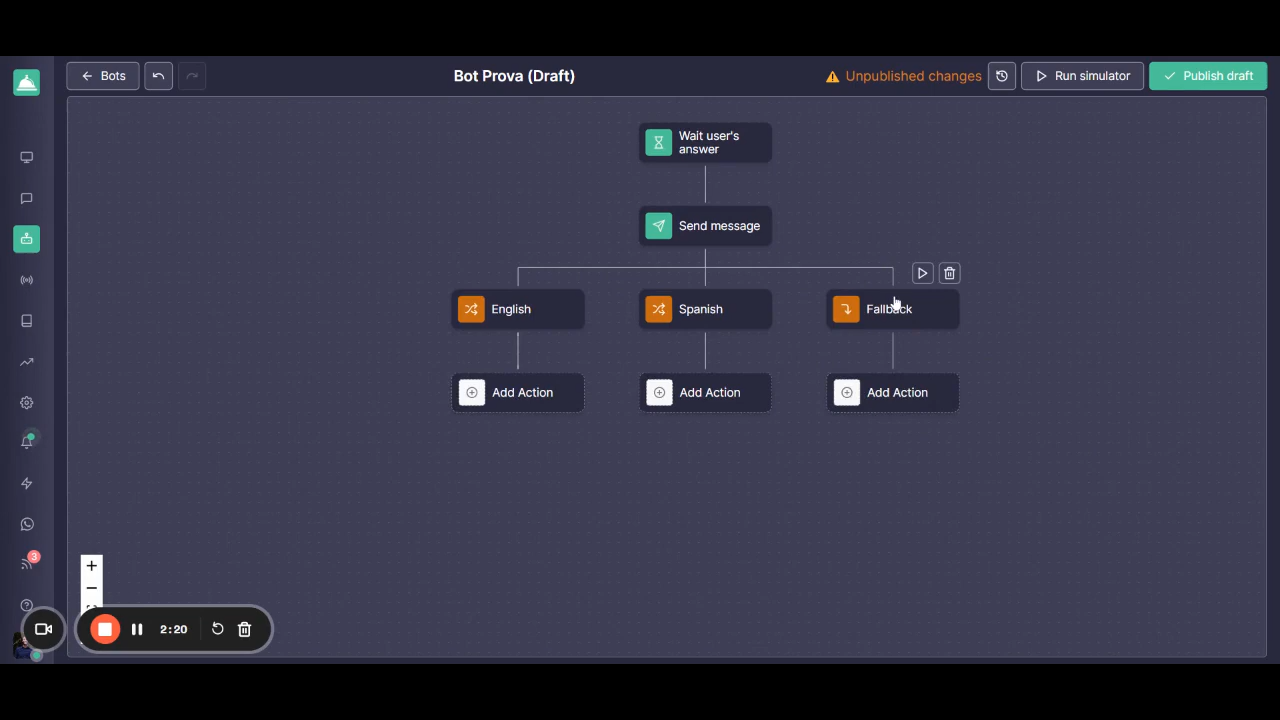 Bots
Bot Prova (Draft)
Unpublished changes
Run simulator
Publish draft
Wait user's
answer
Send message
English
Spanish
Fallback
Add Action
Add Action
Add Action
3
2:20